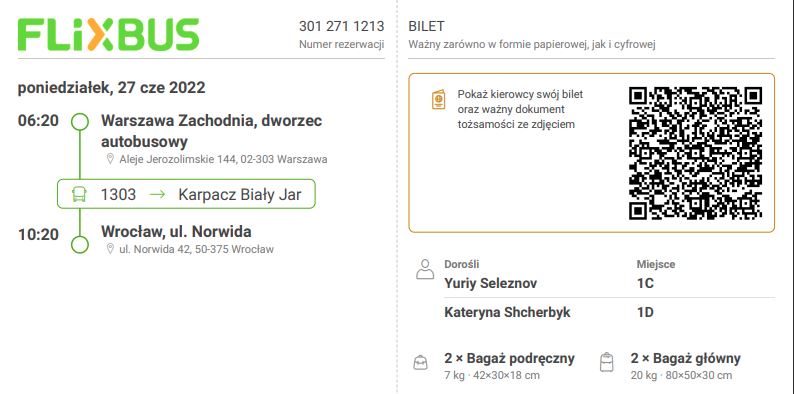 FLiXBUS
301 271 1213
Numer rezerwacji
poniedziałek, 27 cze 2022
06:20
Warszawa Zachodnia, dworzec
autobusowy
Aleje Jerozolimskie 144, 02-303 Warszawa
1303 → Karpacz Biały Jar
10:20
Wrocław, ul. Norwida
ul. Norwida 42, 50-375 Wrocław
BILET
Ważny zarówno w formie papierowej, jak i cyfrowej
Pokaż kierowcy swój bilet
oraz ważny dokument
tożsamości ze zdjęciem
Dorośli Miejsce
Yuriy Seleznov 1C
Kateryna Shcherbyk 1D
2 × Bagaż podręczny
7 kg · 42×30×18 cm
2 × Bagaż główny
20 kg · 80×50×30 cm